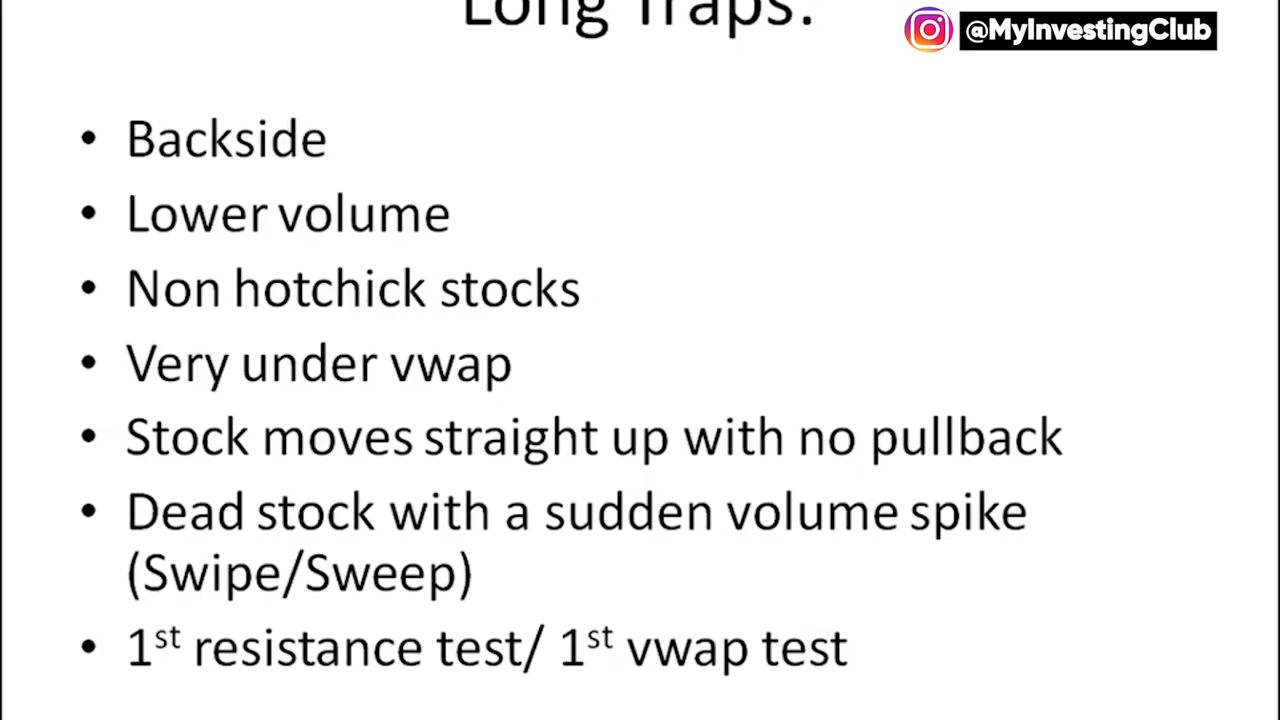 Long Traps:
@MyInvestingClub
• Backside
• Lower volume
• Non hotchick stocks
• Very under vwap
• Stock moves straight up with no pullback
• Dead stock with a sudden volume spike
(Swipe/Sweep)
• 1st resistance test/ 1st vwap test